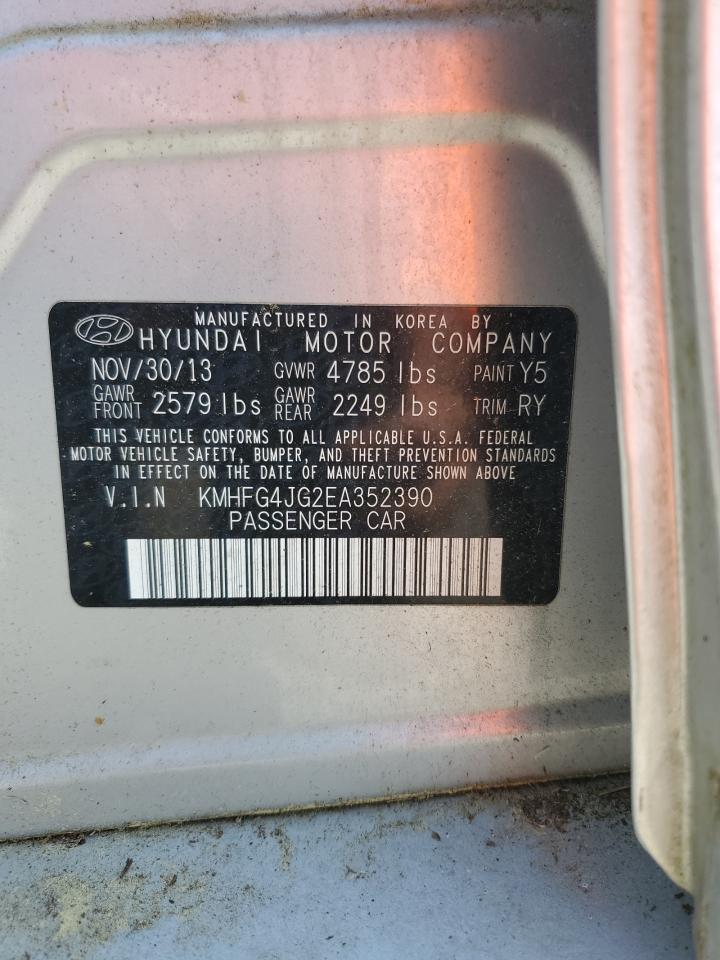 MANUFACTURED IN KOREA BY
HYUNDAI MOTOR COMPANY
NOV/30/13 GVWR 4785 lbs PAINT Y5
GAWR FRONT 2579 lbs GAWR REAR 2249 lbs TRIM RY
THIS VEHICLE CONFORMS TO ALL APPLICABLE U.S.A. FEDERAL
MOTOR VEHICLE SAFETY, BUMPER, AND THEFT PREVENTION STANDARDS
IN EFFECT ON THE DATE OF MANUFACTURE SHOWN ABOVE
V.I.N KMHFG4JG2EA352390
PASSENGER CAR